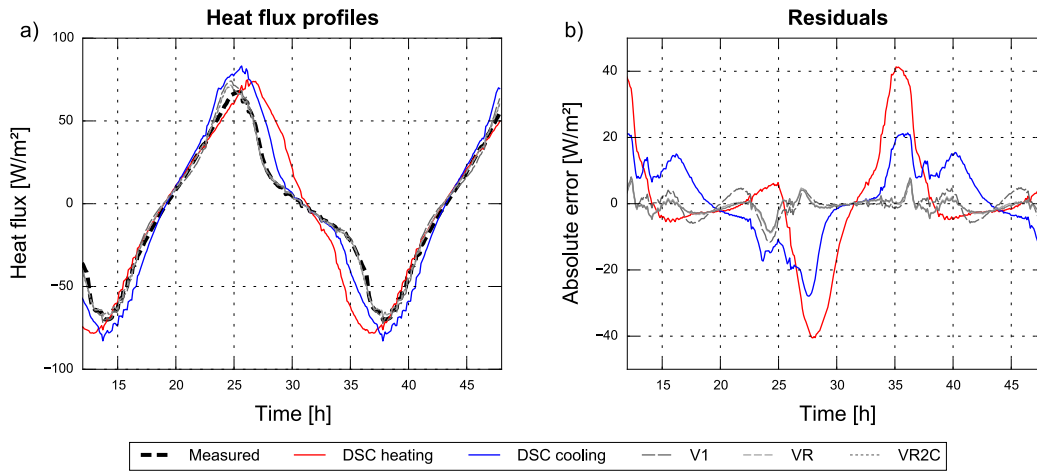 Heat flux profiles
a)
Heat flux [W/m²]
100
50
0
−50
−100
15 20 25 30 35 40 45
Time [h]
Residuals
b)
Absolute error [W/m²]
40
20
0
−20
−40
15 20 25 30 35 40 45
Time [h]
Measured DSC heating DSC cooling V1 VR VR2C